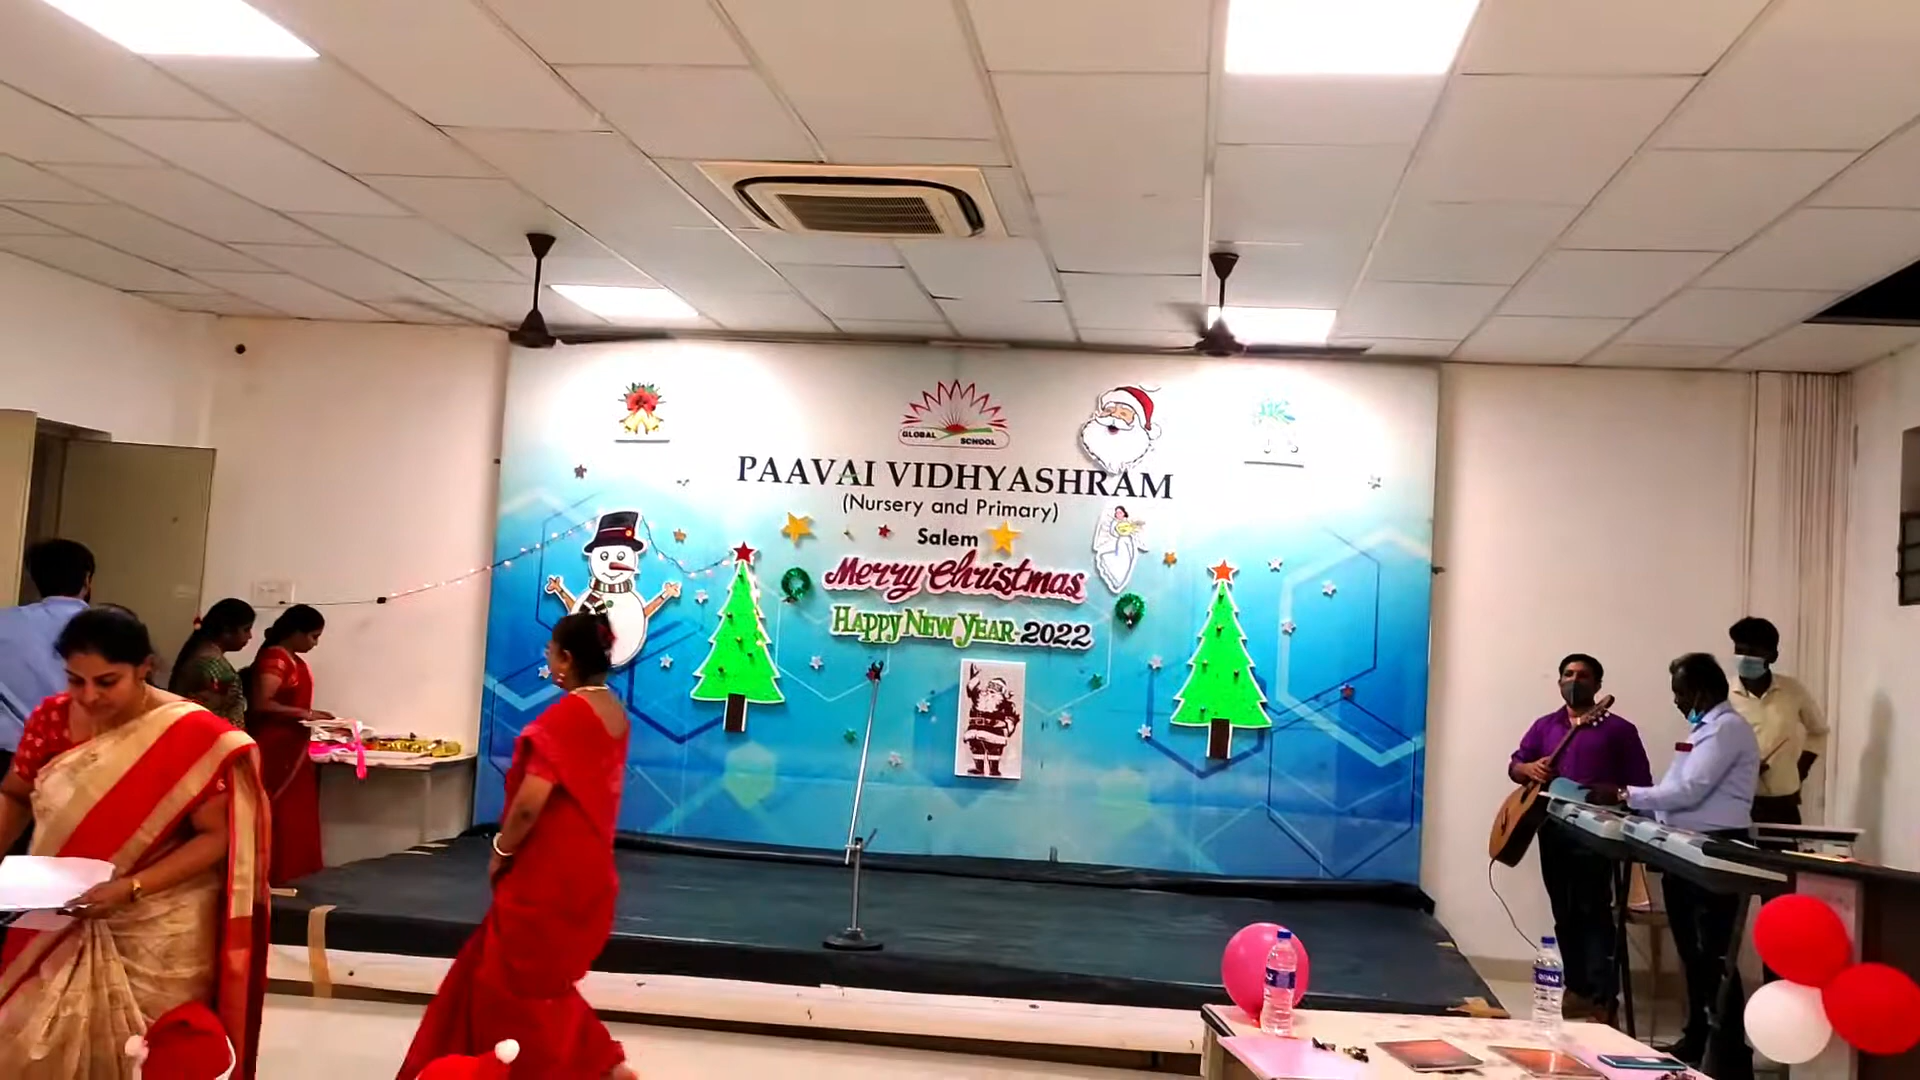 GLOBAL SCHOOL
PAAVAI VIDHYASHRAM
(Nursery and Primary)
Salem
Merry Christmas
HAPPY NEW YEAR-2022